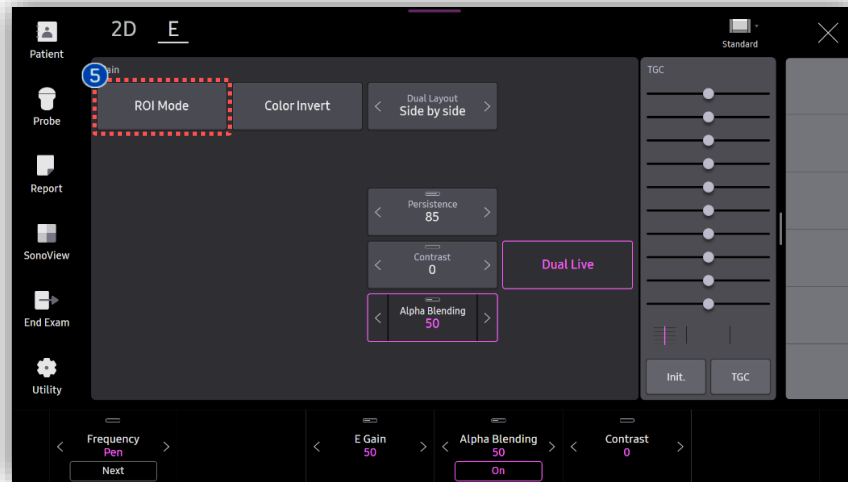 2D E
Standard
Patient
Probe
Report
SonoView
End Exam
Utility
5
ain
ROI Mode
Color Invert
Dual Layout
Side by side
Persistence
85
Contrast
0
Dual Live
Alpha Blending
50
TGC
Init.
TGC
Frequency
Pen
Next
E Gain
50
Alpha Blending
50
On
Contrast
0